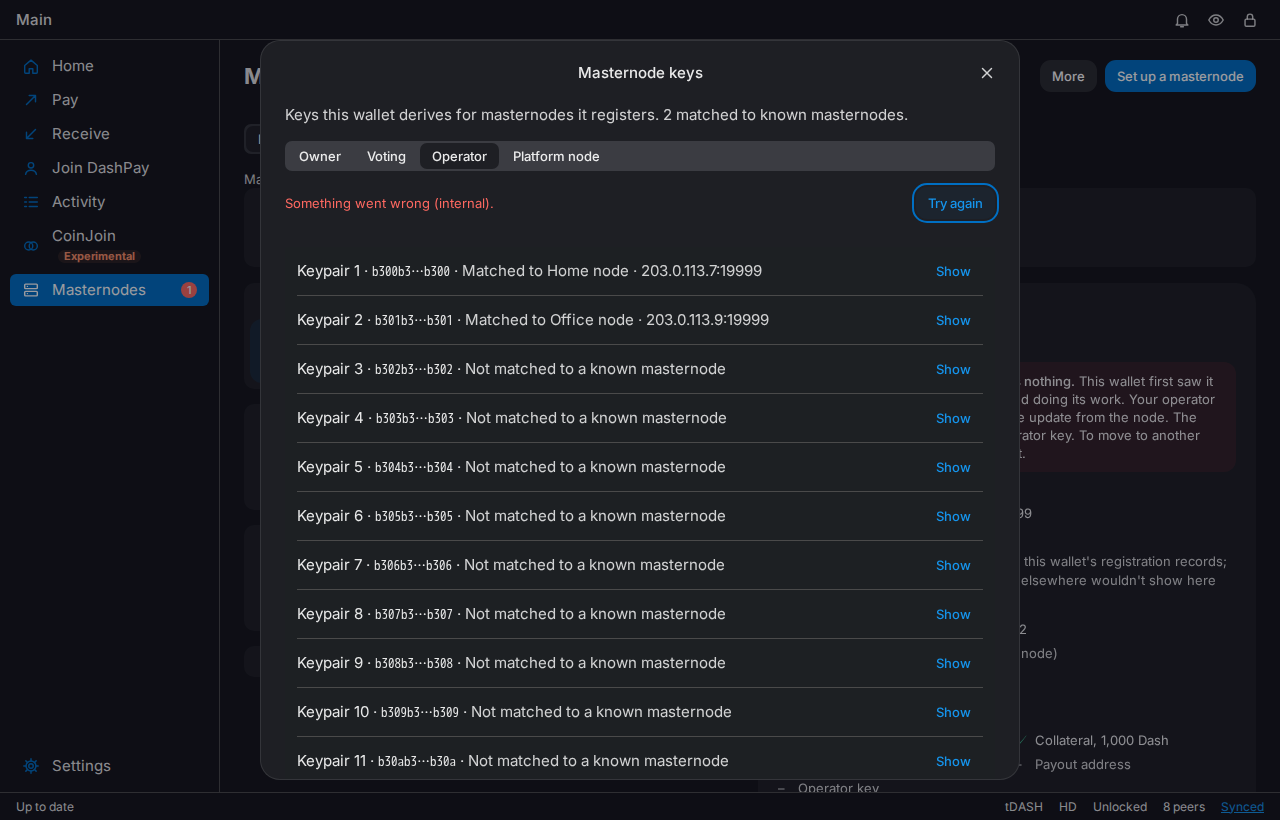 Main
Home
Pay
Receive
Join DashPay
Activity
CoinJoin
Experimental
Masternodes
1
Settings
More
Set up a masternode
Masternode keys
Keys this wallet derives for masternodes it registers. 2 matched to known masternodes.
Owner Voting Operator Platform node
Something went wrong (internal).
Try again
Keypair 1 · b300b3…b300 · Matched to Home node · 203.0.113.7:19999 Show
Keypair 2 · b301b3…b301 · Matched to Office node · 203.0.113.9:19999 Show
Keypair 3 · b302b3…b302 · Not matched to a known masternode Show
Keypair 4 · b303b3…b303 · Not matched to a known masternode Show
Keypair 5 · b304b3…b304 · Not matched to a known masternode Show
Keypair 6 · b305b3…b305 · Not matched to a known masternode Show
Keypair 7 · b306b3…b306 · Not matched to a known masternode Show
Keypair 8 · b307b3…b307 · Not matched to a known masternode Show
Keypair 9 · b308b3…b308 · Not matched to a known masternode Show
Keypair 10 · b309b3…b309 · Not matched to a known masternode Show
Keypair 11 · b30ab3…b30a · Not matched to a known masternode Show
nothing. This wallet first saw it
doing its work. Your operator
update from the node. The
key. To move to another
99
this wallet's registration records;
elsewhere wouldn't show here
2
node)
Collateral, 1,000 Dash
Payout address
Operator key
Up to date
tDASH HD Unlocked 8 peers Synced